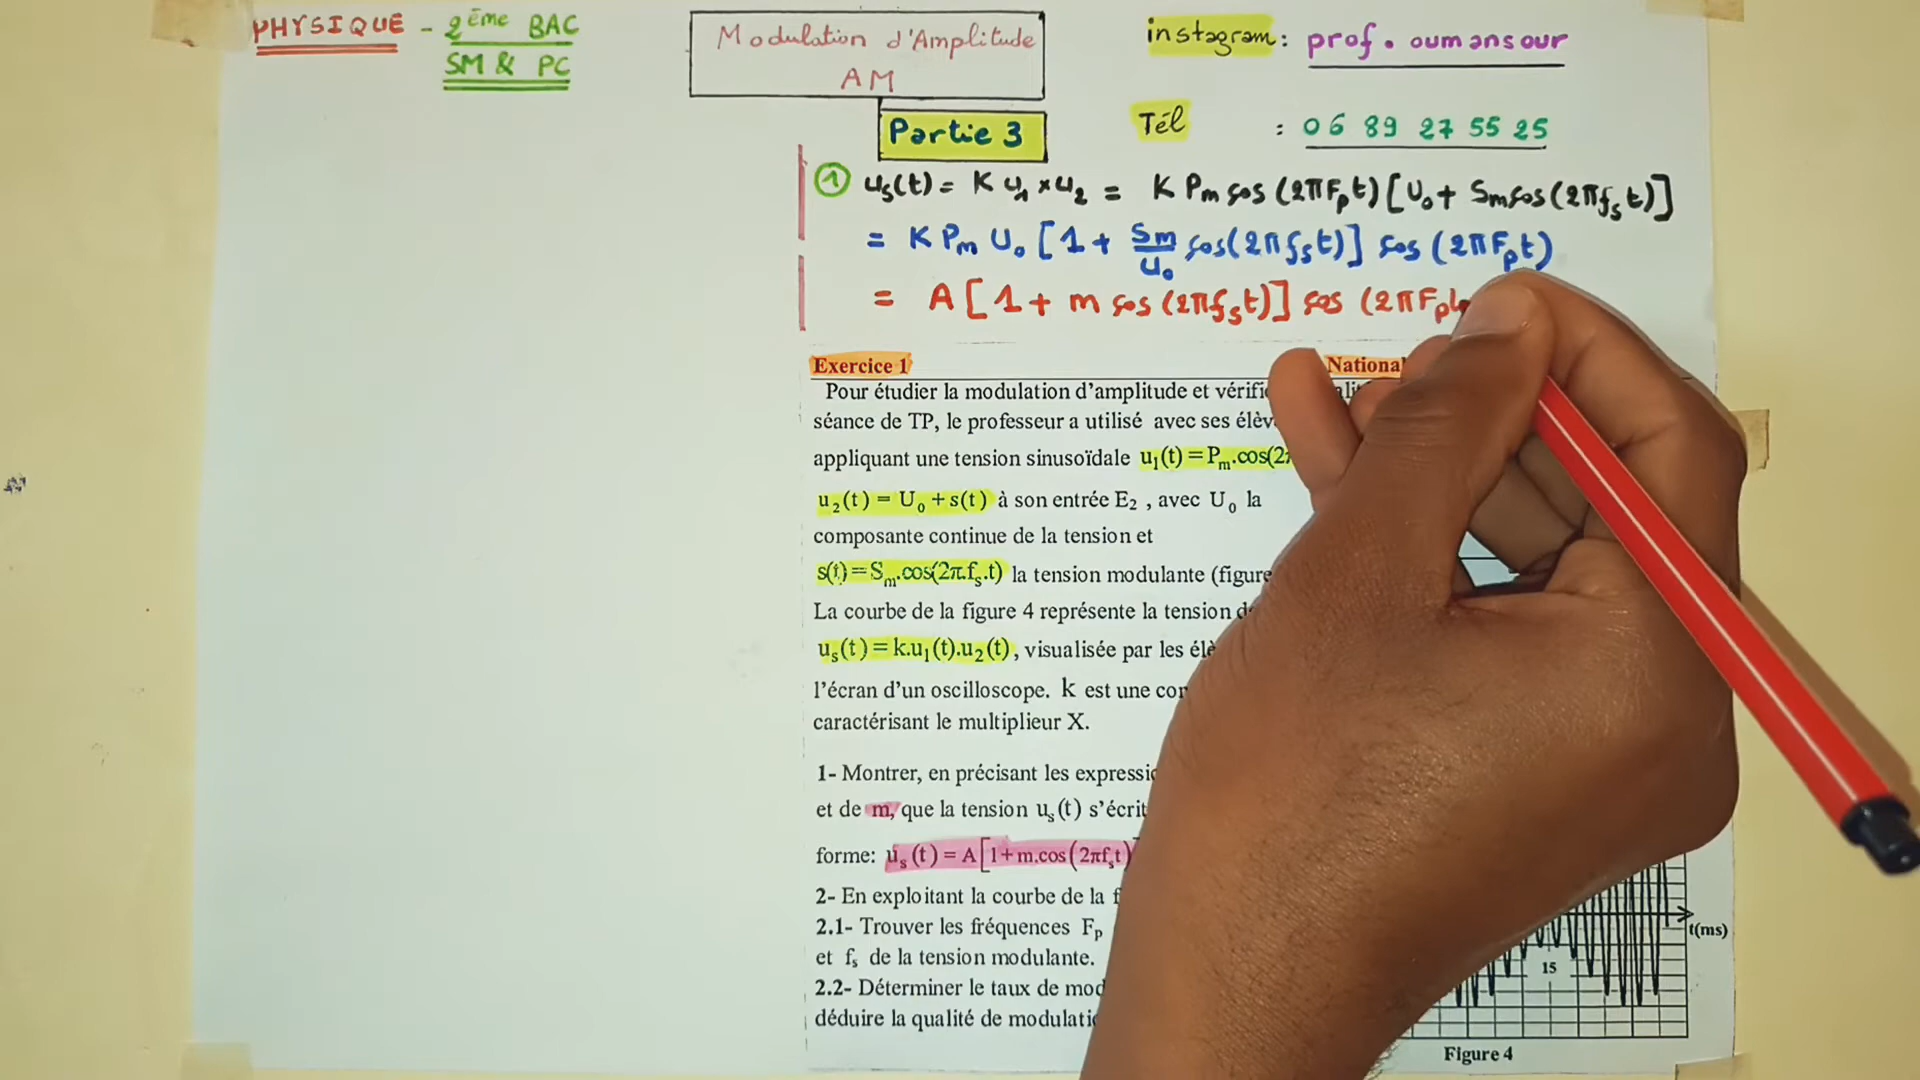 PHYSIQUE - 2ème BAC
SM & PC
Modulation d'Amplitude
AM
Partie 3
instagram : prof.oumansour
Tél : 06 89 27 55 25
① us(t) = K u1 × u2 = K Pm cos (2πFpt) [U0 + Sm cos (2πfst)]
= K Pm U0 [1 + Sm/U0 cos(2πfst)] cos (2πFpt)
= A [1 + m cos (2πfst)] cos (2πFp
Exercice 1 National
Pour étudier la modulation d'amplitude et vérifi
séance de TP, le professeur a utilisé avec ses élèv
appliquant une tension sinusoïdale u1(t) = Pm.cos(2
u2(t) = U0 + s(t) à son entrée E2 , avec U0 la
composante continue de la tension et
s(t) = Sm.cos(2π.fs.t) la tension modulante (figure
La courbe de la figure 4 représente la tension d
us(t) = k.u1(t).u2(t), visualisée par les élè
l'écran d'un oscilloscope. k est une con
caractérisant le multiplieur X.
1- Montrer, en précisant les expressi
et de m, que la tension us(t) s'écrit
forme: us(t) = A[1+m.cos(2πfst)
2- En exploitant la courbe de la f
2.1- Trouver les fréquences Fp
et fs de la tension modulante.
2.2- Déterminer le taux de mod
déduire la qualité de modulati
t(ms)
15
Figure 4